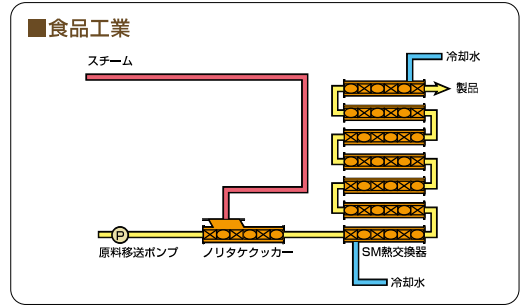 ■食品工業
スチーム
冷却水
製品
P
原料移送ポンプ
ノリタケクッカー
SM熱交換器
冷却水